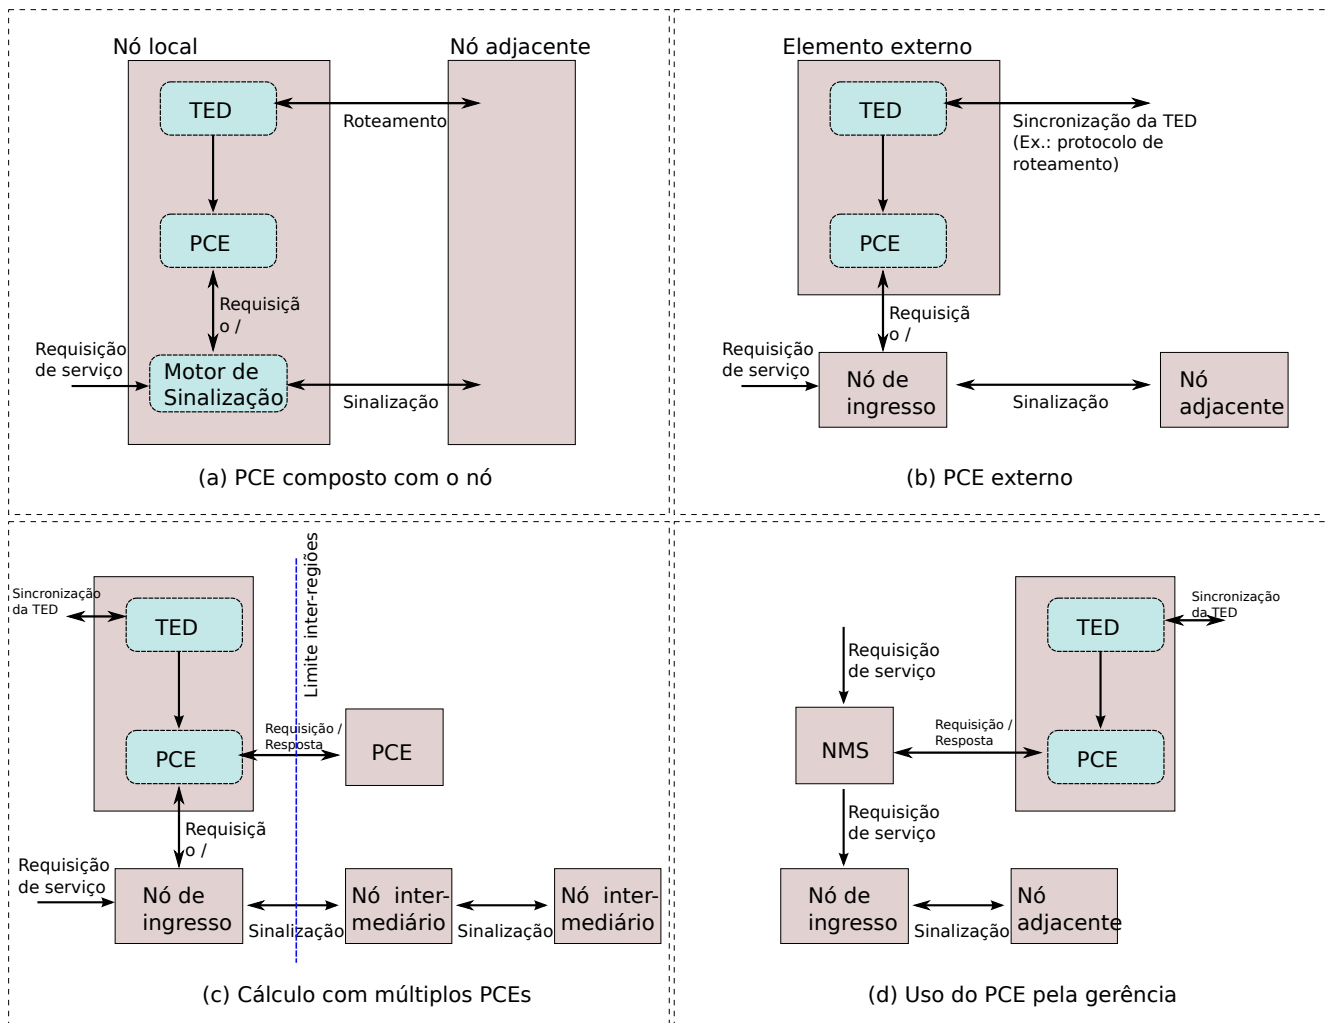 Nó local
Nó adjacente
TED
Roteamento
PCE
Requisiçã
o /
Requisição
de serviço
Motor de
Sinalização
Sinalização
(a) PCE composto com o nó
Elemento externo
TED
Sincronização da TED
(Ex.: protocolo de
roteamento)
PCE
Requisiçã
o /
Requisição
de serviço
Nó de
ingresso
Sinalização
Nó
adjacente
(b) PCE externo
Limite inter-regiões
Sincronização
da TED
TED
PCE
Requisição /
Resposta
PCE
Requisiçã
o /
Requisição
de serviço
Nó de
ingresso
Sinalização
Nó inter-
mediário
Sinalização
Nó inter-
mediário
(c) Cálculo com múltiplos PCEs
Sincronização
da TED
TED
Requisição
de serviço
NMS
Requisição /
Resposta
PCE
Requisição
de serviço
Nó de
ingresso
Sinalização
Nó
adjacente
(d) Uso do PCE pela gerência